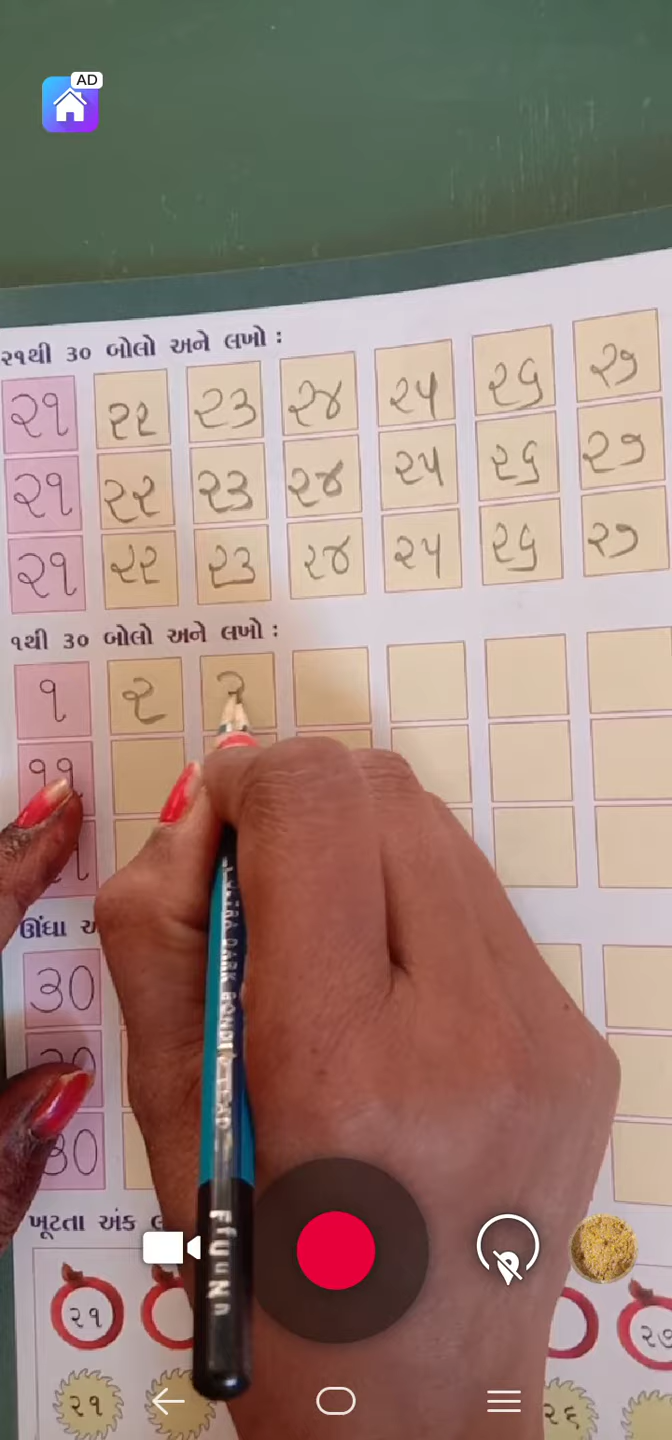 AD
૨૧થી ૩૦ બોલો અને લખો :
૨૧ ૨૨ ૨૩ ૨૪ ૨૫ ૨૬ ૨૭
૨૧ ૨૨ ૨૩ ૨૪ ૨૫ ૨૬ ૨૭
૨૧ ૨૨ ૨૩ ૨૪ ૨૫ ૨૬ ૨૭
૧થી ૩૦ બોલો અને લખો :
૧ ૨
૧૧
ઊંઘા
૩૦
૩૦
૩૦
ખૂટતા અંક
૨૧ ૨૭
૨૧ ૨૬